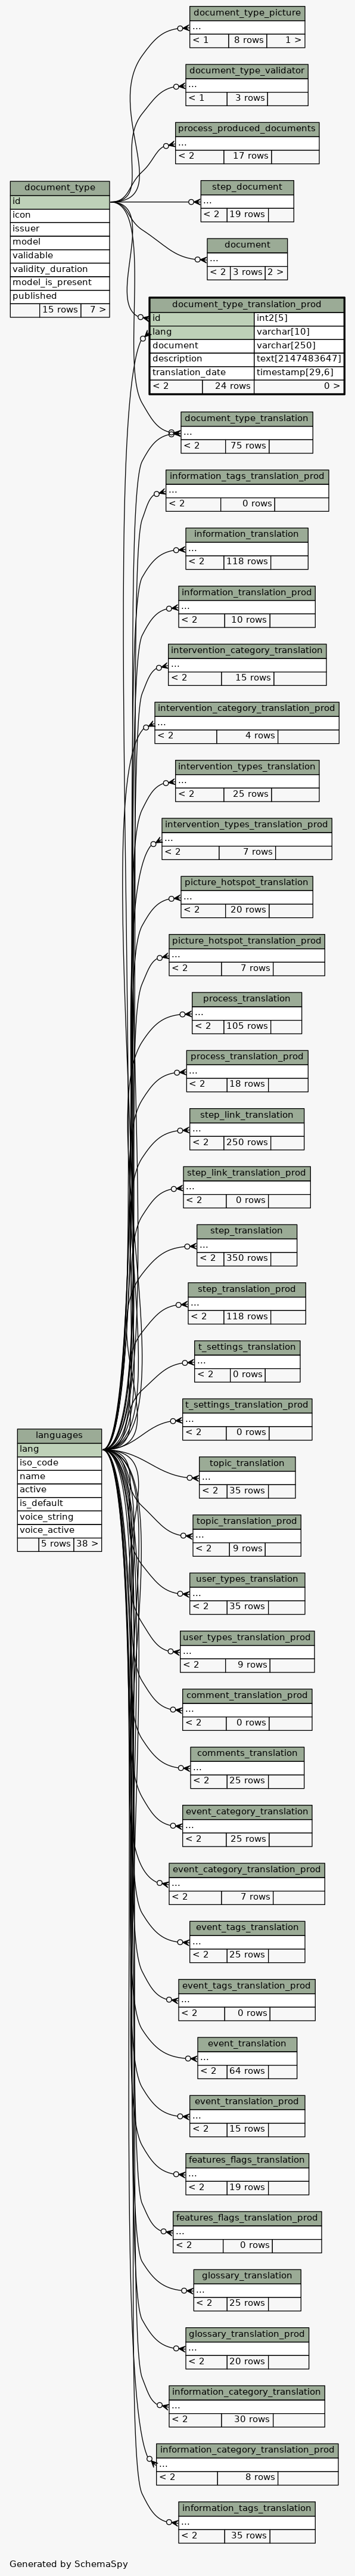 document_type_picture
...
< 1 8 rows 1 >
document_type_validator
...
< 1 3 rows
process_produced_documents
...
< 2 17 rows
document_type
id
icon
issuer
model
validable
validity_duration
model_is_present
published
15 rows 7 >
step_document
...
< 2 19 rows
document
...
< 2 3 rows 2 >
document_type_translation_prod
id int2[5]
lang varchar[10]
document varchar[250]
description text[2147483647]
translation_date timestamp[29,6]
< 2 24 rows 0 >
document_type_translation
...
< 2 75 rows
information_tags_translation_prod
...
< 2 0 rows
information_translation
...
< 2 118 rows
information_translation_prod
...
< 2 10 rows
intervention_category_translation
...
< 2 15 rows
intervention_category_translation_prod
...
< 2 4 rows
intervention_types_translation
...
< 2 25 rows
intervention_types_translation_prod
...
< 2 7 rows
picture_hotspot_translation
...
< 2 20 rows
picture_hotspot_translation_prod
...
< 2 7 rows
process_translation
...
< 2 105 rows
process_translation_prod
...
< 2 18 rows
step_link_translation
...
< 2 250 rows
step_link_translation_prod
...
< 2 0 rows
step_translation
...
< 2 350 rows
step_translation_prod
...
< 2 118 rows
t_settings_translation
...
< 2 0 rows
t_settings_translation_prod
...
< 2 0 rows
languages
lang
iso_code
name
active
is_default
voice_string
voice_active
5 rows 38 >
topic_translation
...
< 2 35 rows
topic_translation_prod
...
< 2 9 rows
user_types_translation
...
< 2 35 rows
user_types_translation_prod
...
< 2 9 rows
comment_translation_prod
...
< 2 0 rows
comments_translation
...
< 2 25 rows
event_category_translation
...
< 2 25 rows
event_category_translation_prod
...
< 2 7 rows
event_tags_translation
...
< 2 25 rows
event_tags_translation_prod
...
< 2 0 rows
event_translation
...
< 2 64 rows
event_translation_prod
...
< 2 15 rows
features_flags_translation
...
< 2 19 rows
features_flags_translation_prod
...
< 2 0 rows
glossary_translation
...
< 2 25 rows
glossary_translation_prod
...
< 2 20 rows
information_category_translation
...
< 2 30 rows
information_category_translation_prod
...
< 2 8 rows
information_tags_translation
...
< 2 35 rows
Generated by SchemaSpy